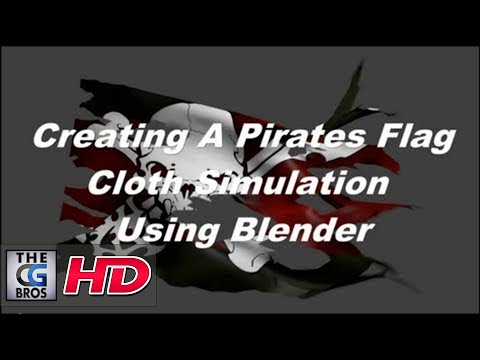 Creating A Pirates Flag
Cloth Simulation
Using Blender
THE
CG
BROS
HD